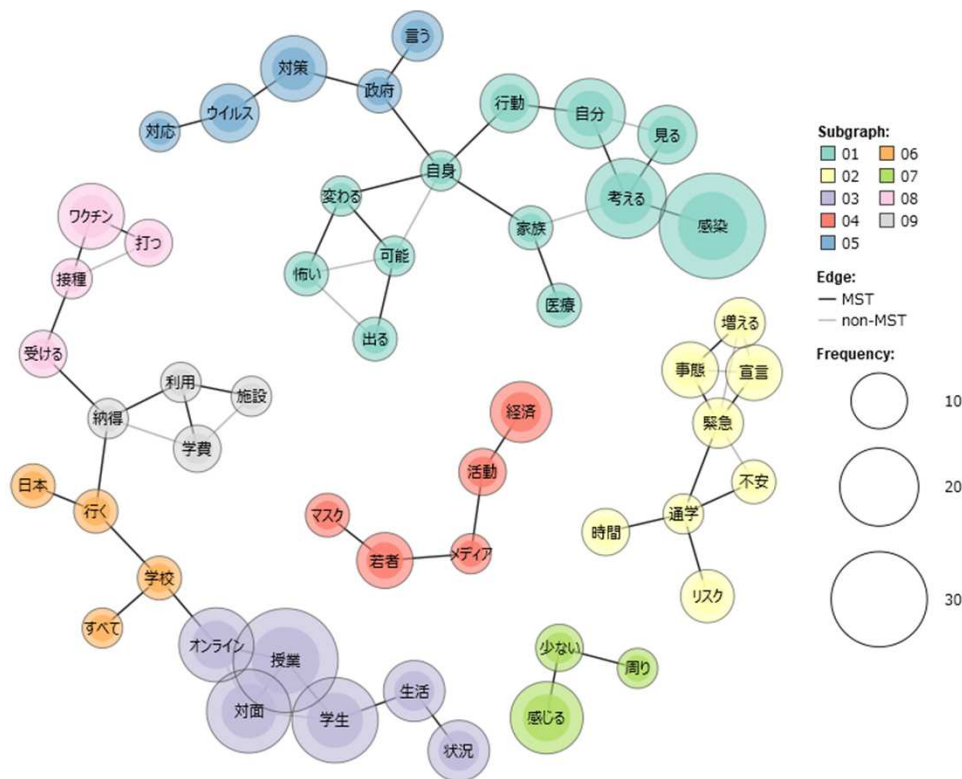 言う
対策
政府
ウイルス
対応
行動
自分
見る
自身
変わる
考える
感染
家族
可能
怖い
医療
出る
ワクチン
打つ
接種
受ける
利用
施設
納得
学費
日本
行く
学校
すべて
経済
活動
マスク
若者
メディア
増える
事態
宣言
緊急
不安
通学
時間
リスク
オンライン
授業
対面
学生
生活
状況
少ない
周り
感じる
Subgraph:
01 06
02 07
03 08
04 09
05
Edge:
MST
non-MST
Frequency:
10
20
30